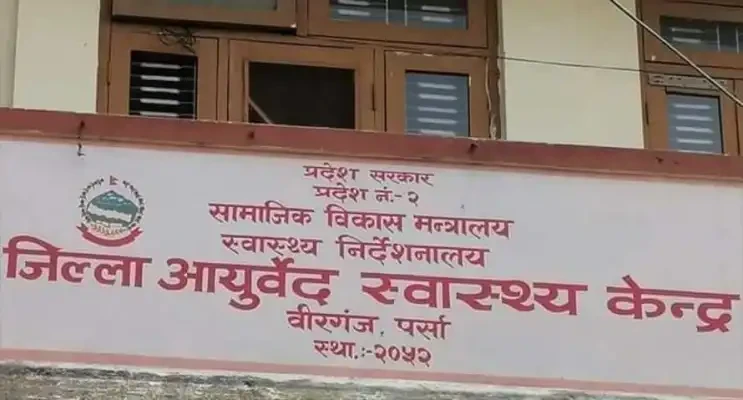 प्रदेश सरकार
प्रदेश नं:-२
सामाजिक विकास मन्त्रालय
स्वास्थ्य निर्देशनालय
जिल्ला आयुर्वेद स्वास्थ्य केन्द्र
वीरगंज, पर्सा
स्था.:-२०५२